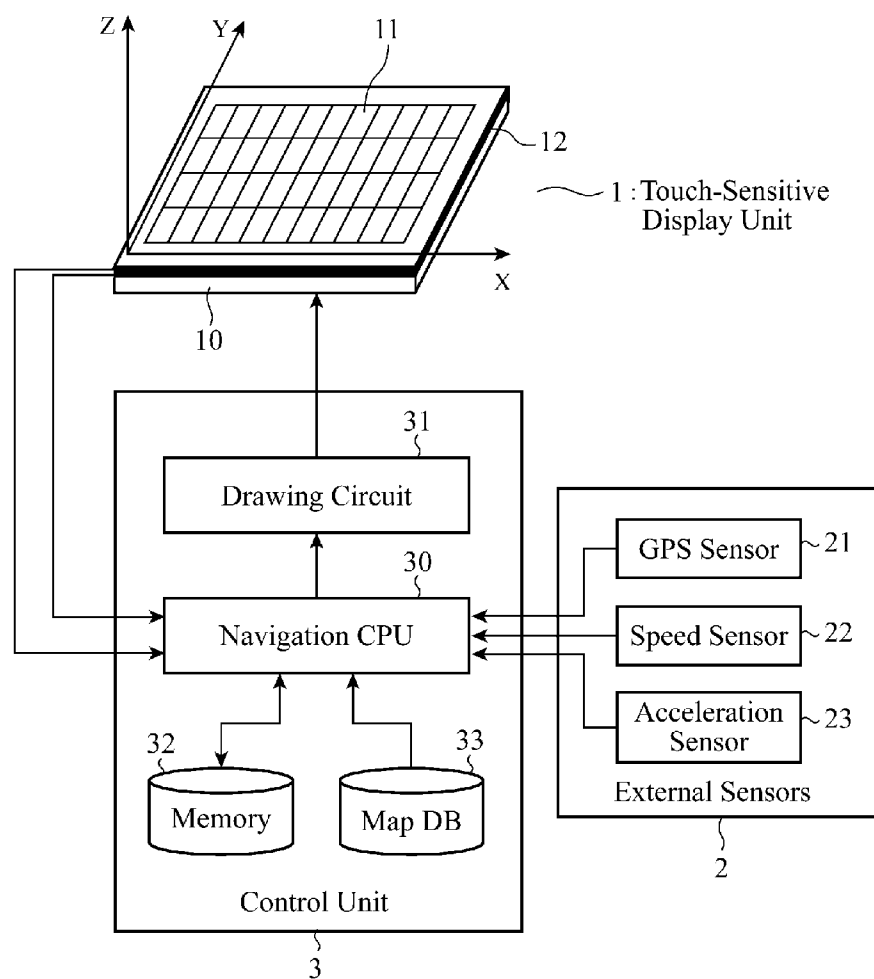 Z
Y
11
12
1 : Touch-Sensitive
Display Unit
X
10
31
Drawing Circuit
30
Navigation CPU
GPS Sensor
21
Speed Sensor
22
Acceleration
Sensor
23
External Sensors
2
32
Memory
33
Map DB
Control Unit
3